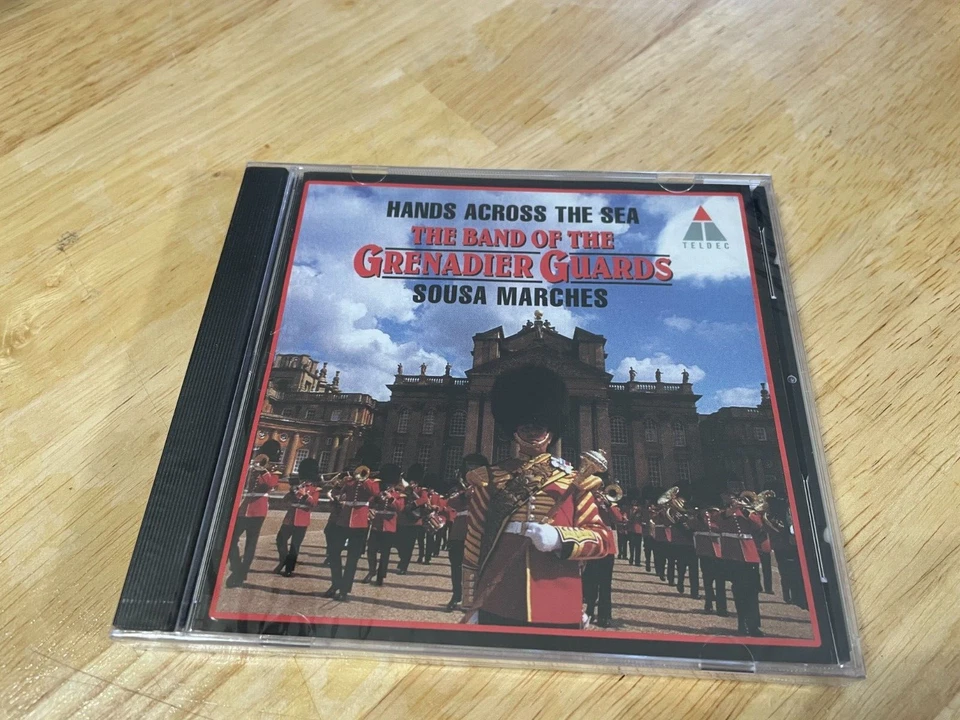 HANDS ACROSS THE SEA
THE BAND OF THE
GRENADIER GUARDS
SOUSA MARCHES
TELDEC